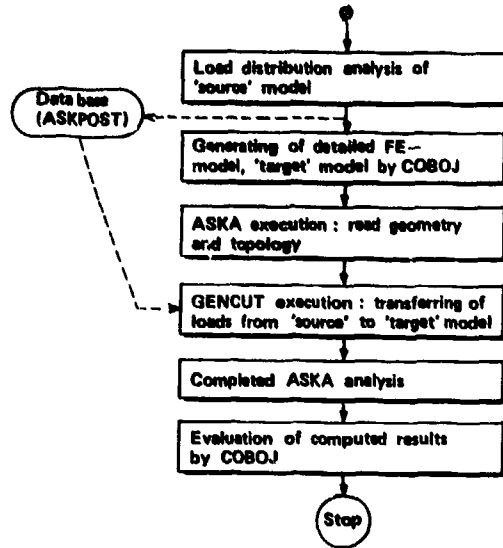 Load distribution analysis of
'source' model
Data base
(ASKPOST)
Generating of detailed FE—
model, 'target' model by COBOJ
ASKA execution : read geometry
and topology
GENCUT execution : transferring of
loads from 'source' to 'target' model
Completed ASKA analysis
Evaluation of computed results
by COBOJ
Stop